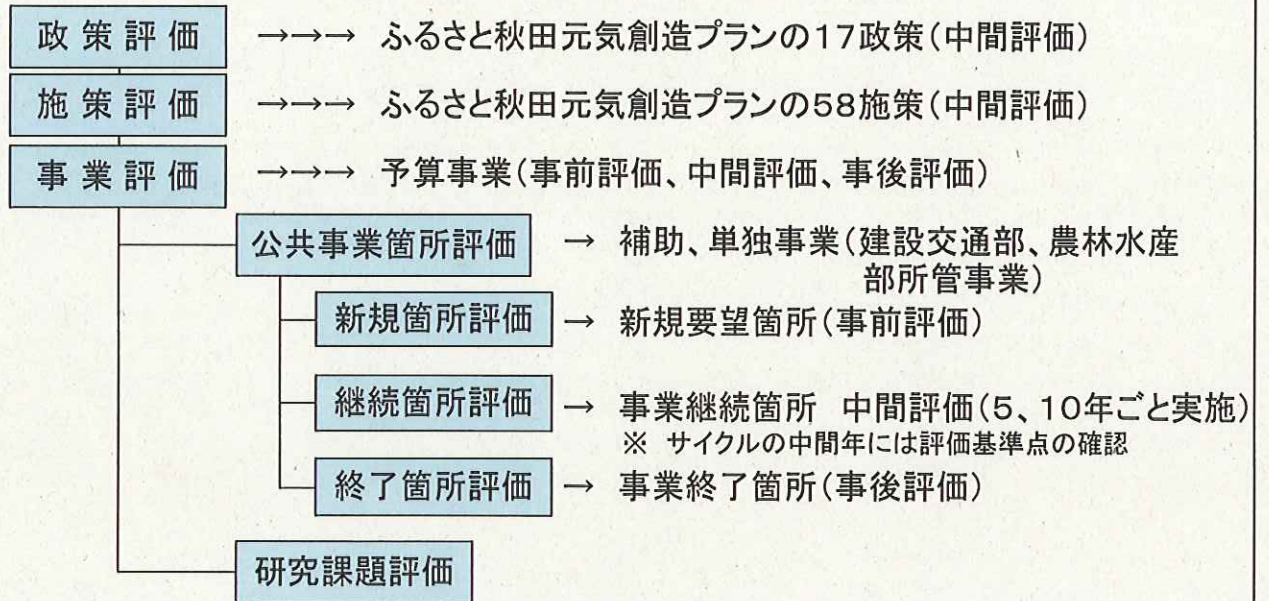 政策評価 →→→ ふるさと秋田元気創造プランの17政策(中間評価)
施策評価 →→→ ふるさと秋田元気創造プランの58施策(中間評価)
事業評価 →→→ 予算事業(事前評価、中間評価、事後評価)
公共事業箇所評価 → 補助、単独事業(建設交通部、農林水産
部所管事業)
新規箇所評価 → 新規要望箇所(事前評価)
継続箇所評価 → 事業継続箇所 中間評価(5、10年ごと実施)
※ サイクルの中間年には評価基準点の確認
終了箇所評価 → 事業終了箇所(事後評価)
研究課題評価